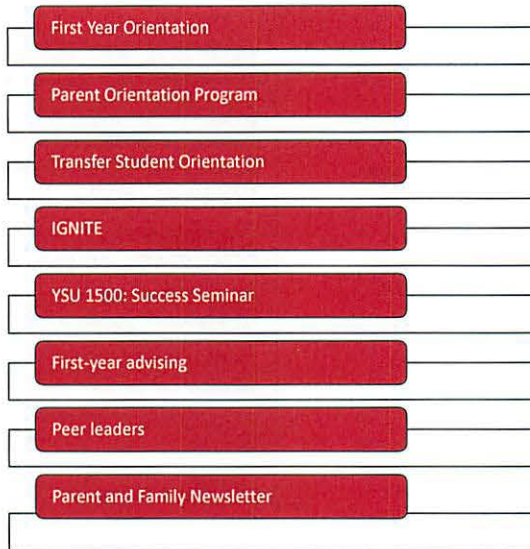 First Year Orientation
Parent Orientation Program
Transfer Student Orientation
IGNITE
YSU 1500: Success Seminar
First-year advising
Peer leaders
Parent and Family Newsletter